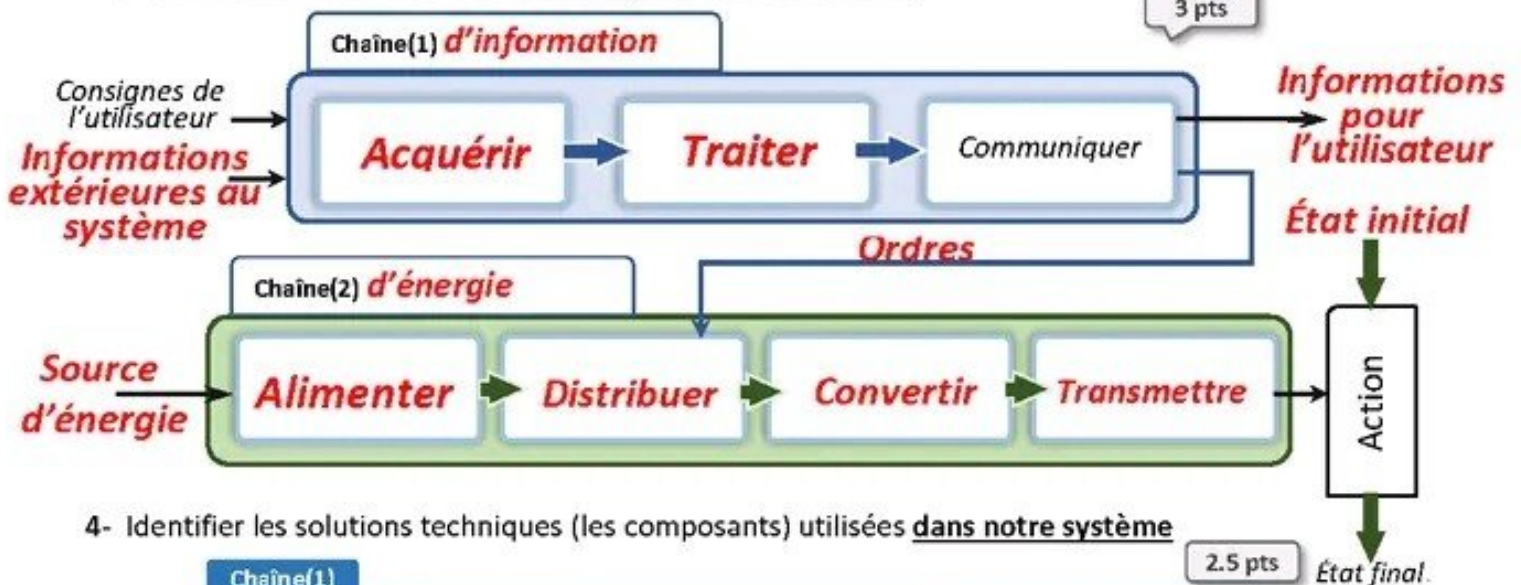 3 pts
Chaîne(1) d'information
Consignes de
l'utilisateur
Informations
extérieures au
système
Acquérir
Traiter
Communiquer
Informations
pour
l'utilisateur
Ordres
État initial
Chaîne(2) d'énergie
Source
d'énergie
Alimenter
Distribuer
Convertir
Transmettre
Action
4- Identifier les solutions techniques (les composants) utilisées dans notre système
2.5 pts
État final
Chaîne(1)